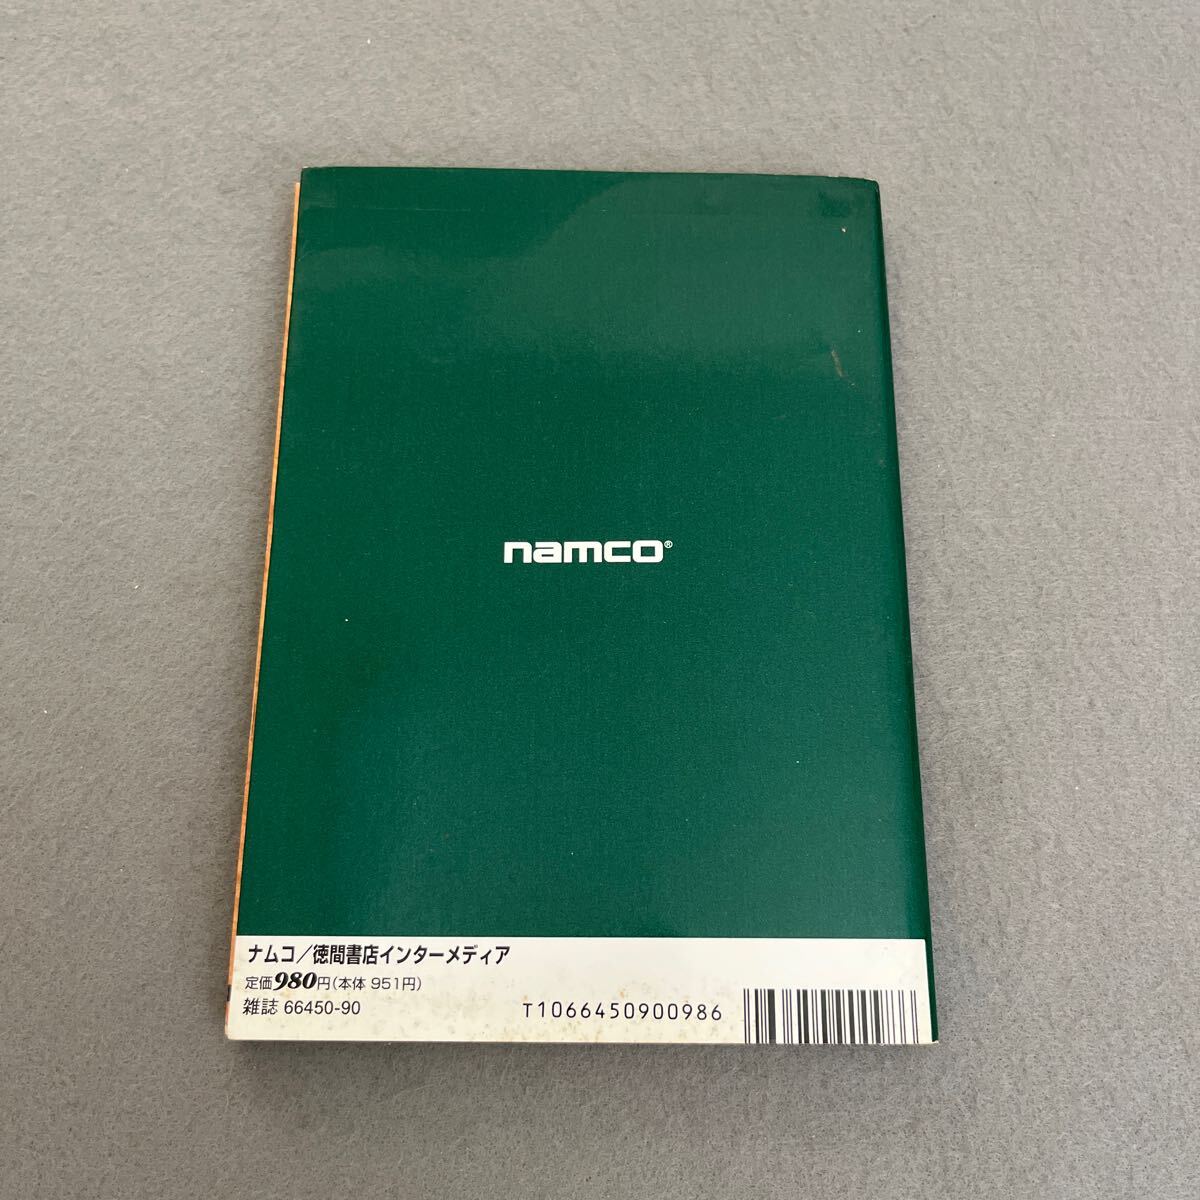 namco®
ナムコ／徳間書店インターメディア
定価980円(本体 951円)
雑誌 66450-90
T1066450900986